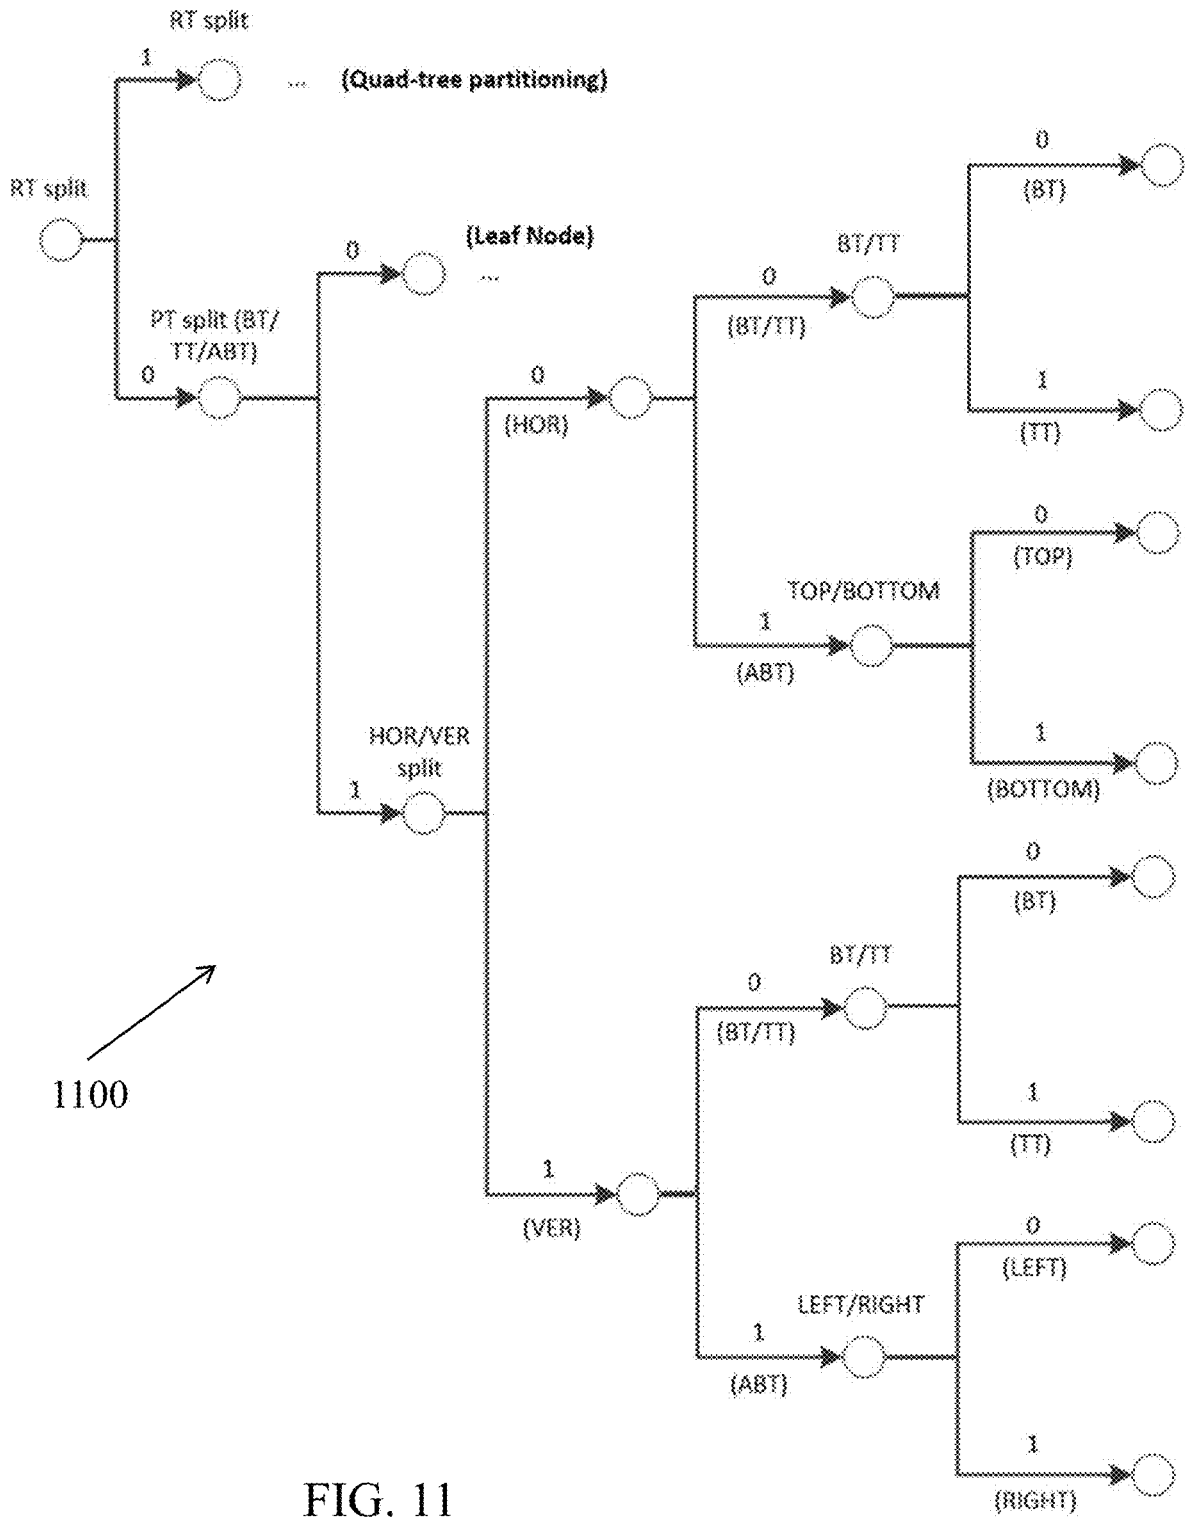 RT split
1
... (Quad-tree partitioning)
RT split
0
(BT)
(Leaf Node)
0
...
BT/TT
0
(BT/TT)
PT split (BT/
TT/ABT)
0
0
(HOR)
1
(TT)
0
(TOP)
TOP/BOTTOM
1
(ABT)
HOR/VER
split
1
1
(BOTTOM)
0
(BT)
BT/TT
0
(BT/TT)
1100
1
(TT)
1
(VER)
0
(LEFT)
LEFT/RIGHT
1
(ABT)
1
(RIGHT)
FIG. 11